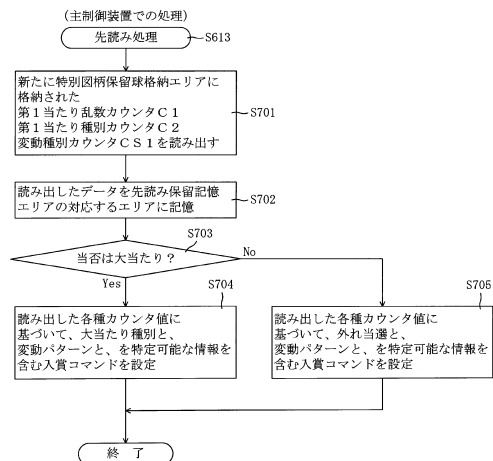 (主制御装置での処理)
先読み処理
S613
新たに特別図柄保留球格納エリアに
格納された
第1当たり乱数カウンタC1
第1当たり種別カウンタC2
変動種別カウンタCS1を読み出す
S701
読み出したデータを先読み保留記憶
エリアの対応するエリアに記憶
S702
S703
当否は大当たり?
No
Yes
S704
読み出した各種カウンタ値に
基づいて、大当たり種別と、
変動パターンと、を特定可能な情報を
含む入賞コマンドを設定
S705
読み出した各種カウンタ値に
基づいて、外れ当選と、
変動パターンと、を特定可能な情報を
含む入賞コマンドを設定
終 了